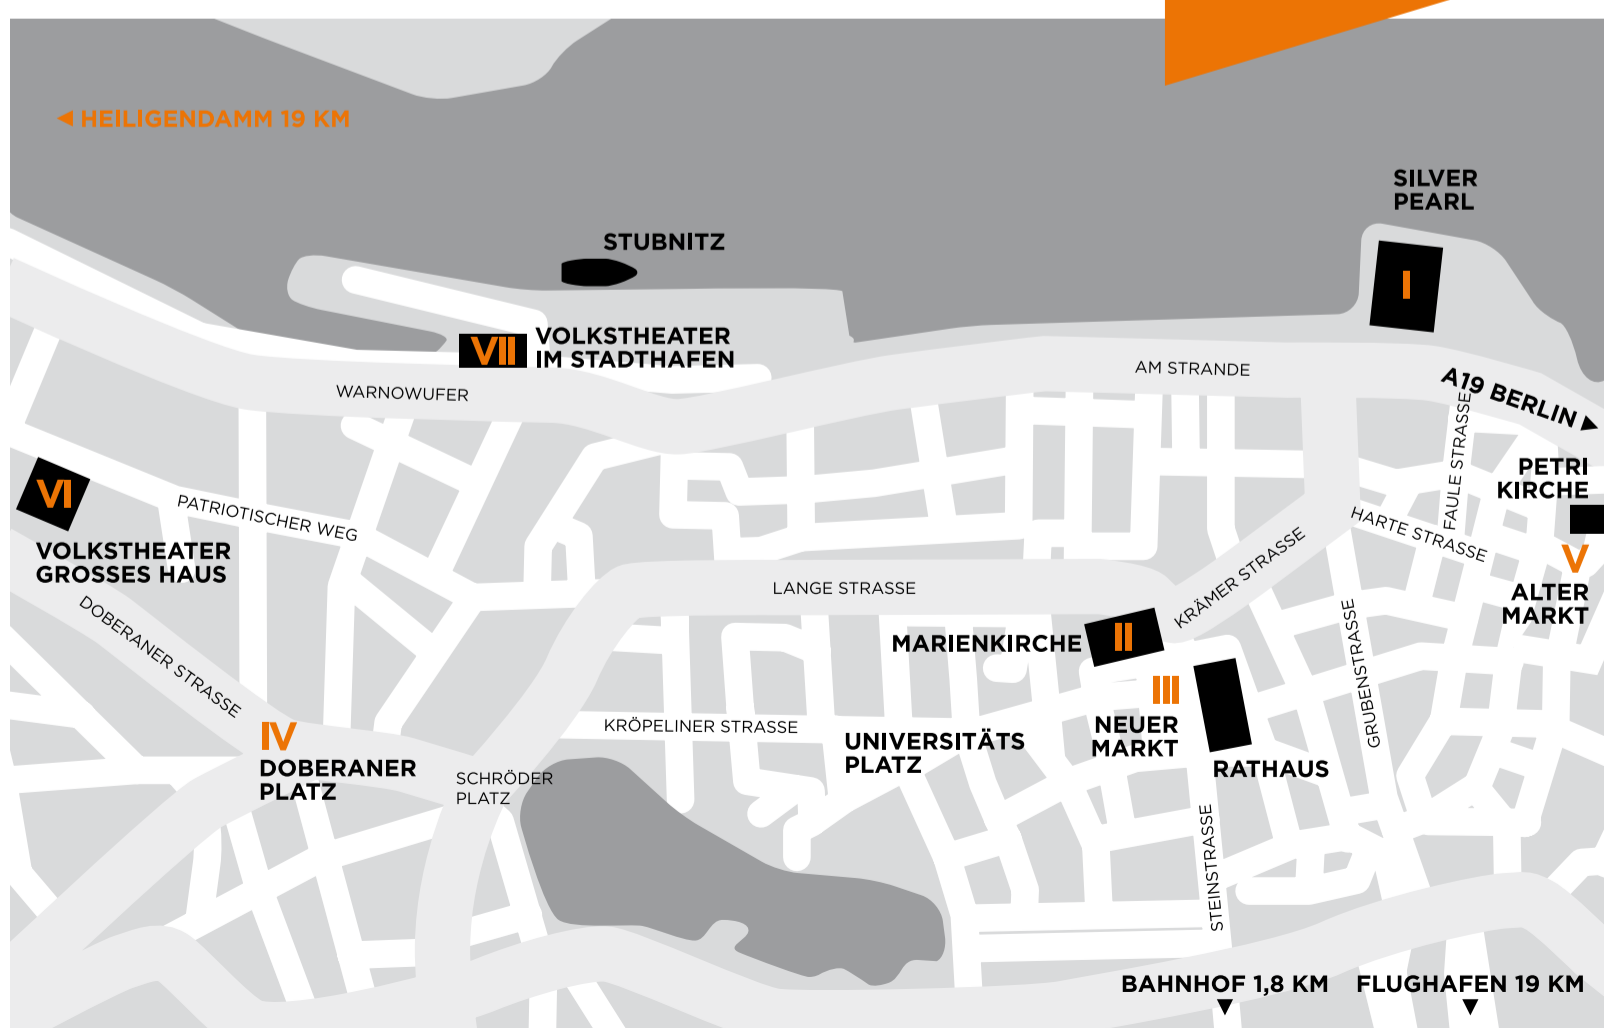 ◀ HEILIGENDAMM 19 KM
SILVER
PEARL
I
STUBNITZ
VII
VOLKSTHEATER
IM STADTHAFEN
WARNOWUFER
AM STRANDE
A19 BERLIN ▶
FAULE STRASSE
PETRI
KIRCHE
VI
PATRIOTISCHER WEG
HARTE STRASSE
VOLKSTHEATER
GROSSES HAUS
V
ALTER
MARKT
DOBERANER STRASSE
LANGE STRASSE
KRÄMER STRASSE
GRUBENSTRASSE
MARIENKIRCHE
II
III
NEUER
MARKT
RATHAUS
KRÖPELINER STRASSE
UNIVERSITÄTS
PLATZ
IV
DOBERANER
PLATZ
SCHRÖDER
PLATZ
STEINSTRASSE
BAHNHOF 1,8 KM
▼
FLUGHAFEN 19 KM
▼